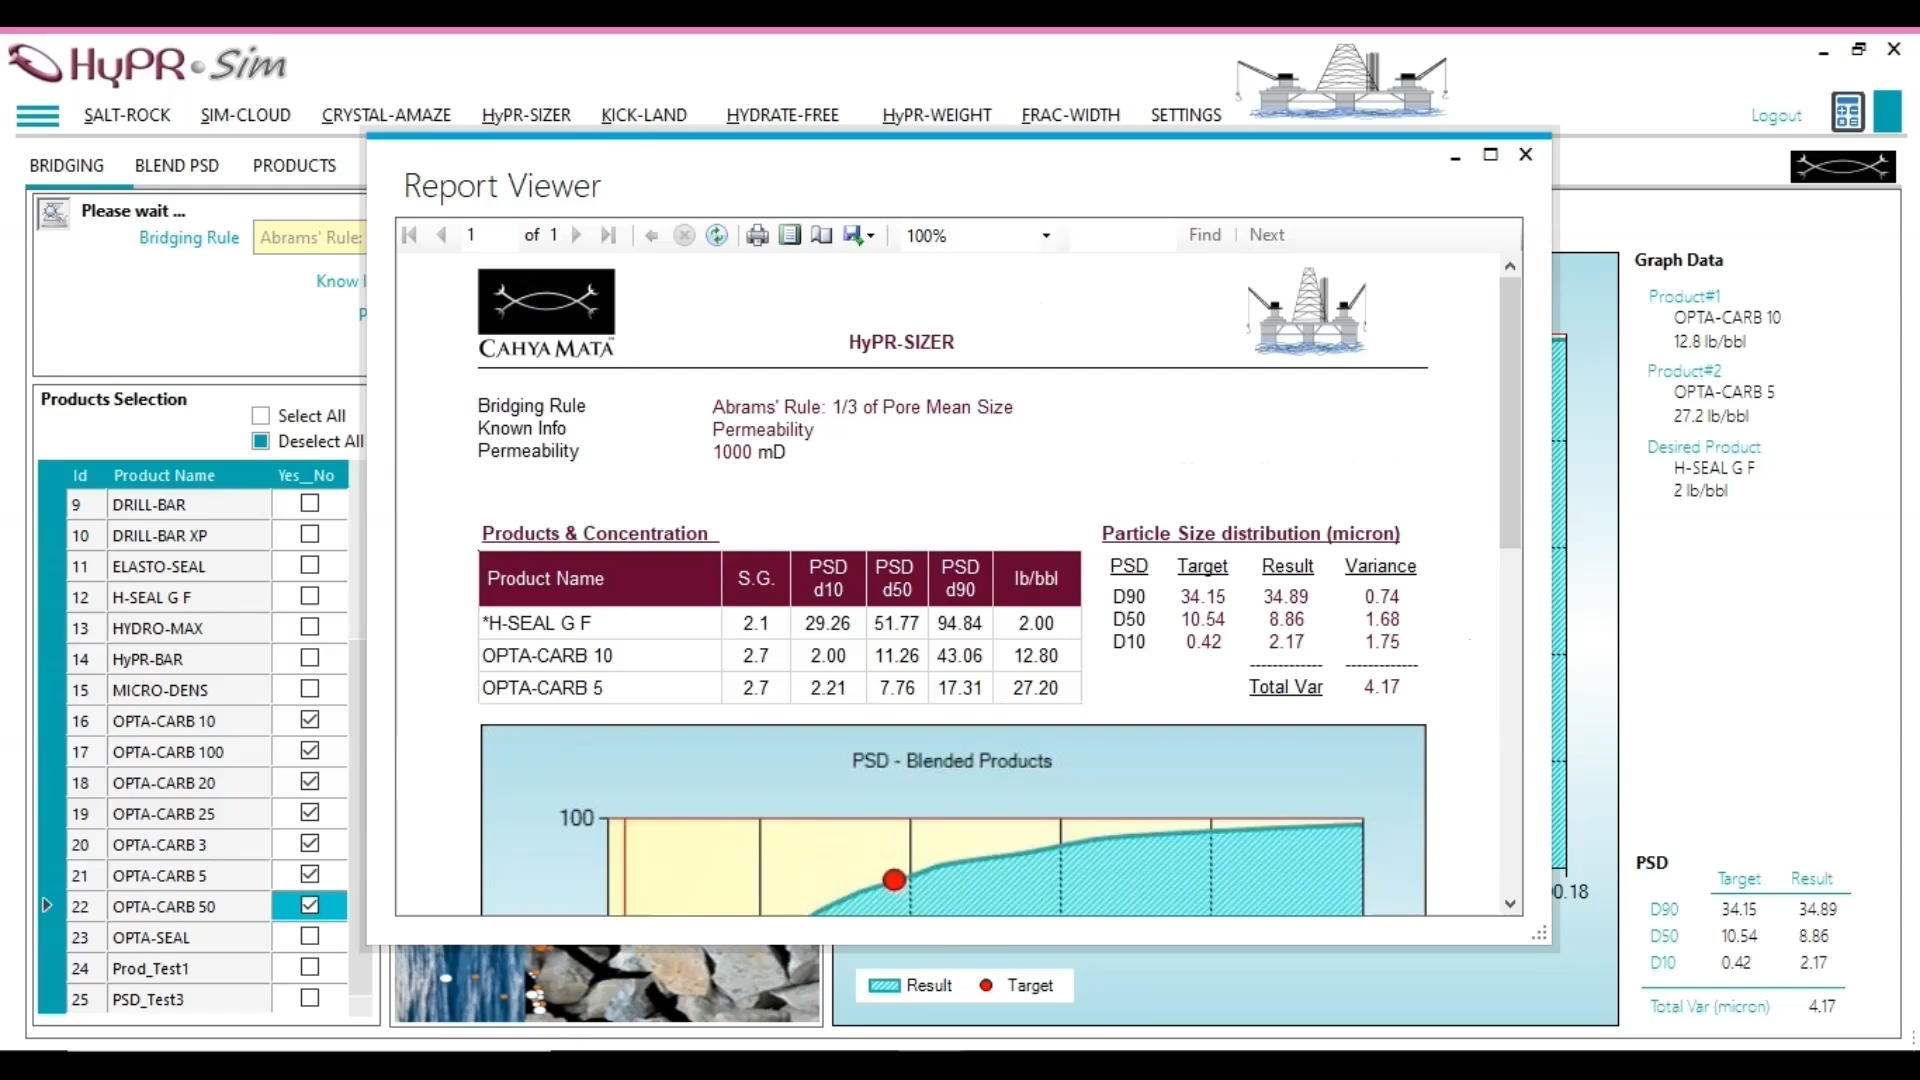 HyPR·Sim
SALT-ROCK SIM-CLOUD CRYSTAL-AMAZE HyPR-SIZER KICK-LAND HYDRATE-FREE HyPR-WEIGHT FRAC-WIDTH SETTINGS Logout
BRIDGING BLEND PSD PRODUCTS
Please wait ...
Bridging Rule Abrams' Rule:
Know
Products Selection
Select All
Deselect All
Id Product Name Yes__No
9 DRILL-BAR
10 DRILL-BAR XP
11 ELASTO-SEAL
12 H-SEAL G F
13 HYDRO-MAX
14 HyPR-BAR
15 MICRO-DENS
16 OPTA-CARB 10
17 OPTA-CARB 100
18 OPTA-CARB 20
19 OPTA-CARB 25
20 OPTA-CARB 3
21 OPTA-CARB 5
22 OPTA-CARB 50
23 OPTA-SEAL
24 Prod_Test1
25 PSD_Test3
Report Viewer
1 of 1 100% Find Next
CAHYA MATA
HyPR-SIZER
Bridging Rule Abrams' Rule: 1/3 of Pore Mean Size
Known Info Permeability
Permeability 1000 mD
Products & Concentration
Product Name S.G. PSD d10 PSD d50 PSD d90 lb/bbl
*H-SEAL G F 2.1 29.26 51.77 94.84 2.00
OPTA-CARB 10 2.7 2.00 11.26 43.06 12.80
OPTA-CARB 5 2.7 2.21 7.76 17.31 27.20
Particle Size distribution (micron)
PSD Target Result Variance
D90 34.15 34.89 0.74
D50 10.54 8.86 1.68
D10 0.42 2.17 1.75
Total Var 4.17
PSD - Blended Products
100
Result Target
0.18
Graph Data
Product#1
OPTA-CARB 10
12.8 lb/bbl
Product#2
OPTA-CARB 5
27.2 lb/bbl
Desired Product
H-SEAL G F
2 lb/bbl
PSD
Target Result
D90 34.15 34.89
D50 10.54 8.86
D10 0.42 2.17
Total Var (micron) 4.17